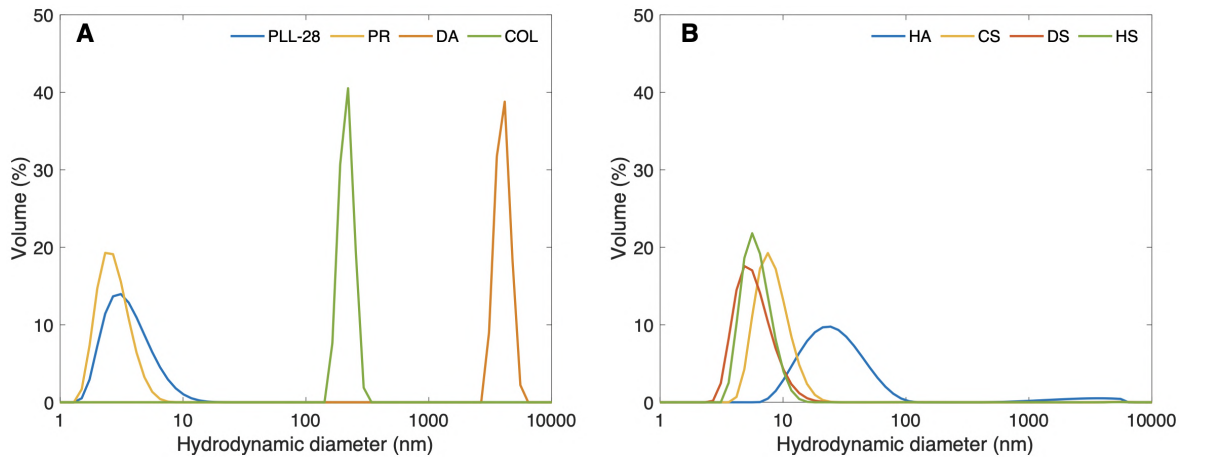 A
PLL-28 PR DA COL
50
40
30
20
10
0
Volume (%)
1 10 100 1000 10000
Hydrodynamic diameter (nm)
B
HA CS DS HS
50
40
30
20
10
0
Volume (%)
1 10 100 1000 10000
Hydrodynamic diameter (nm)